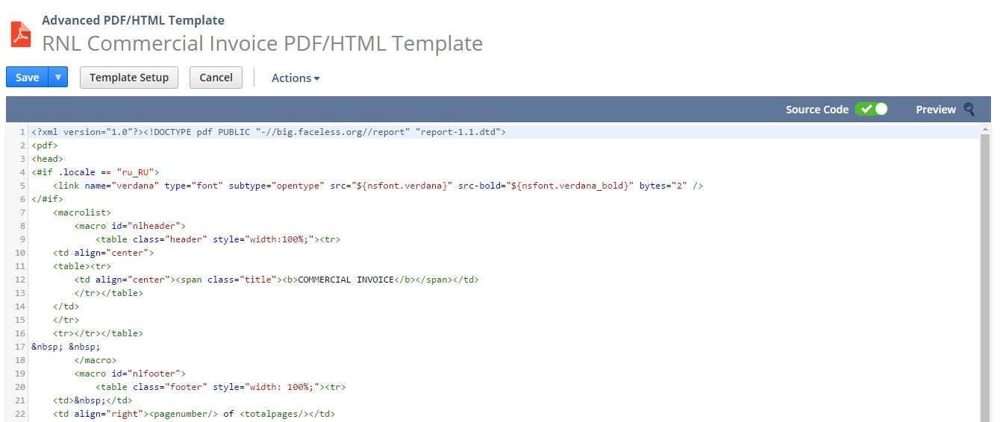 Advanced PDF/HTML Template
RNL Commercial Invoice PDF/HTML Template
Save Template Setup Cancel Actions
Source Code Preview
1 <?xml version="1.0"?><!DOCTYPE pdf PUBLIC "-//big.faceless.org//report" "report-1.1.dtd">
2 <pdf>
3 <head>
4 <#if .locale == "ru_RU">
5 <link name="verdana" type="font" subtype="opentype" src="${nsfont.verdana}" src-bold="${nsfont.verdana_bold}" bytes="2" />
6 </#if>
7 <macrolist>
8 <macro id="nlheader">
9 <table class="header" style="width:100%;"><tr>
10 <td align="center">
11 <table><tr>
12 <td align="center"><span class="title"><b>COMMERCIAL INVOICE</b></span></td>
13 </tr></table>
14 </td>
15 </tr>
16 <tr></tr></table>
17 &nbsp; &nbsp;
18 </macro>
19 <macro id="nlfooter">
20 <table class="footer" style="width: 100%;"><tr>
21 <td>&nbsp;</td>
22 <td align="right"><pagenumber/> of <totalpages/></td>